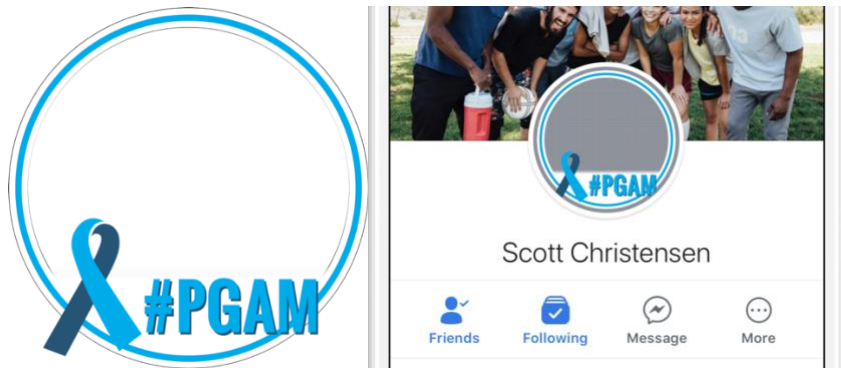 #PGAM
#PGAM
Scott Christensen
Friends
Following
Message
More